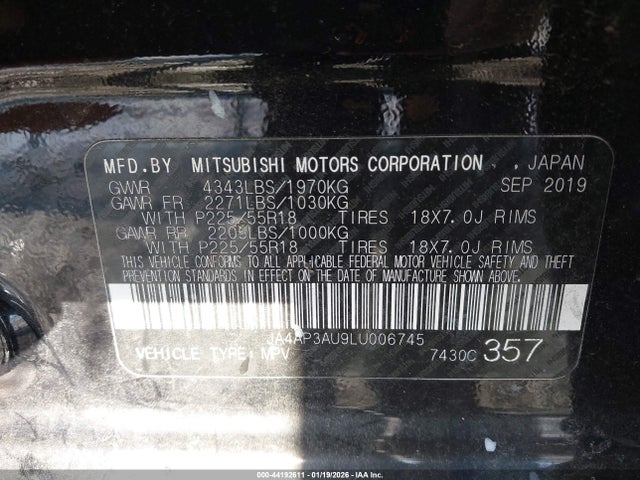 MFD.BY MITSUBISHI MOTORS CORPORATION , JAPAN
GVWR 4343LBS/1970KG SEP 2019
GAWR FR 2271LBS/1030KG
WITH P225/55R18 TIRES 18X7.0J RIMS
GAWR RR 2209LBS/1000KG
WITH P225/55R18 TIRES 18X7.0J RIMS
THIS VEHICLE CONFORMS TO ALL APPLICABLE FEDERAL MOTOR VEHICLE SAFETY AND THEFT
PREVENTION STANDARDS IN EFFECT ON THE DATE OF MANUFACTURE SHOWN ABOVE.
JA4AP3AU9LU006745
VEHICLE TYPE: MPV 7430C 357
000-44192611 - 01/19/2026 - IAA Inc.